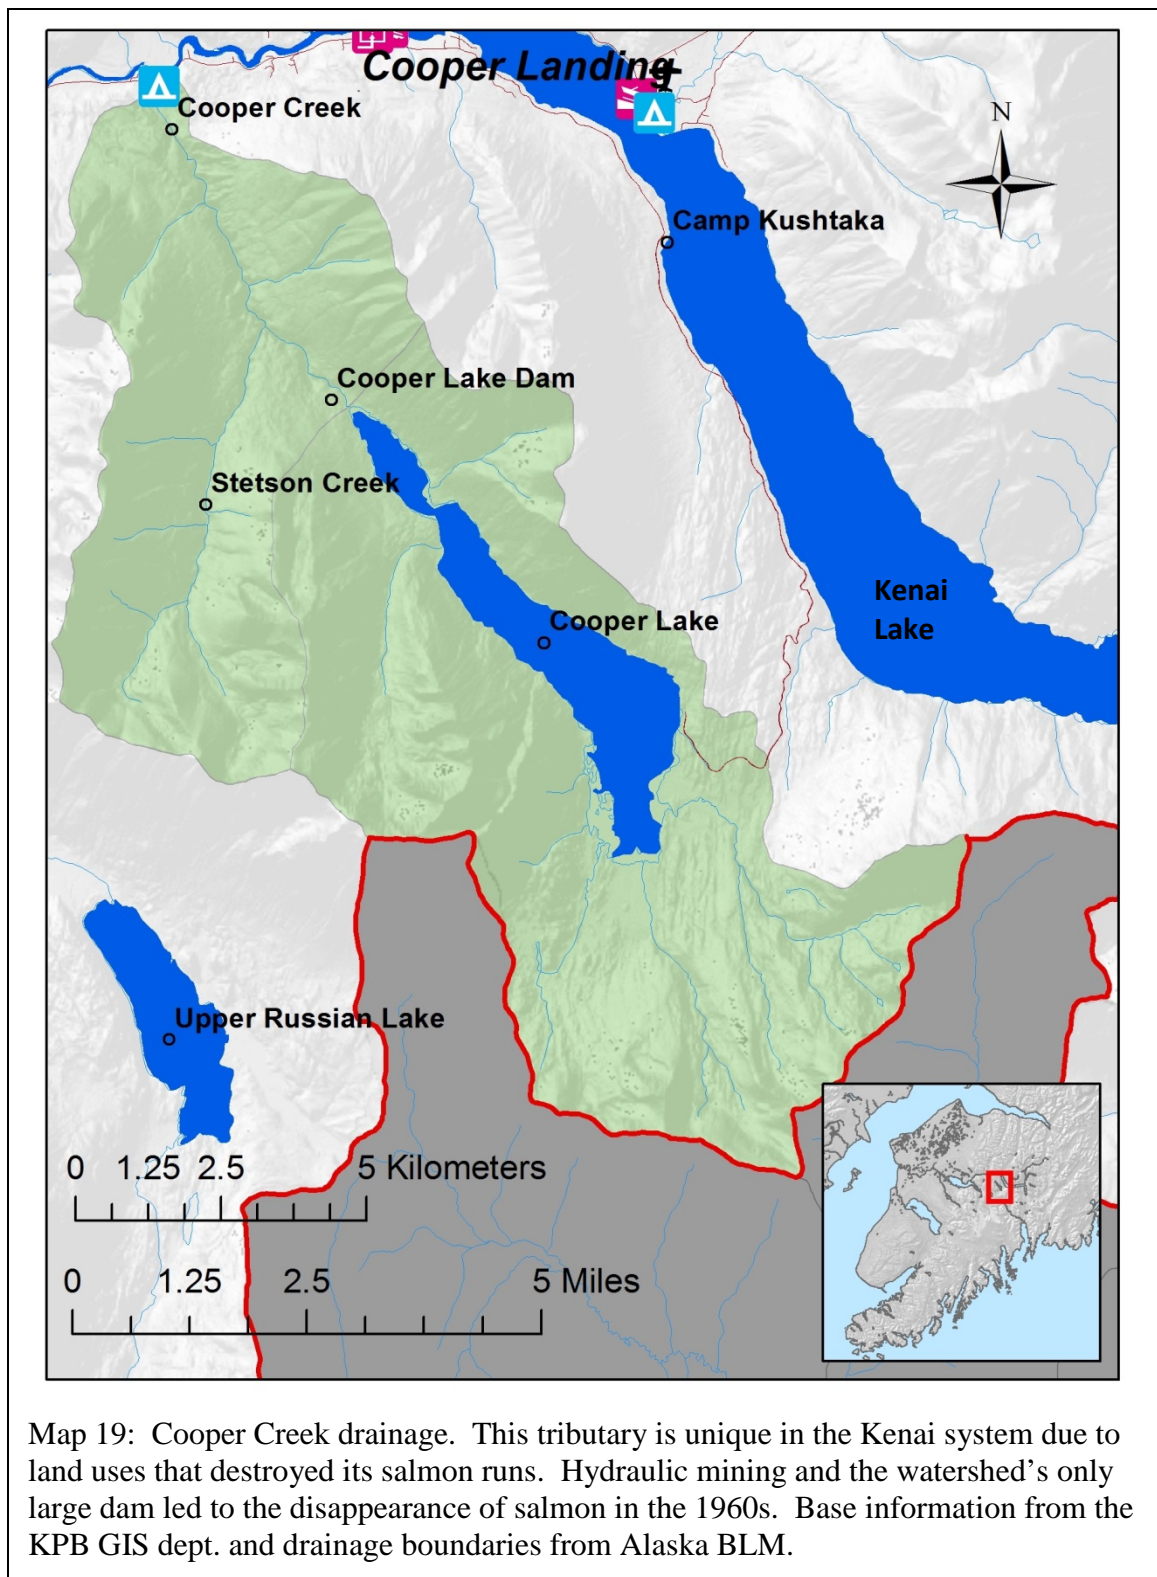 Cooper Landing
Cooper Creek
N
Camp Kushtaka
Cooper Lake Dam
Stetson Creek
Kenai
Lake
Cooper Lake
Upper Russian Lake
0 1.25 2.5 5 Kilometers
0 1.25 2.5 5 Miles
Map 19: Cooper Creek drainage. This tributary is unique in the Kenai system due to
land uses that destroyed its salmon runs. Hydraulic mining and the watershed's only
large dam led to the disappearance of salmon in the 1960s. Base information from the
KPB GIS dept. and drainage boundaries from Alaska BLM.